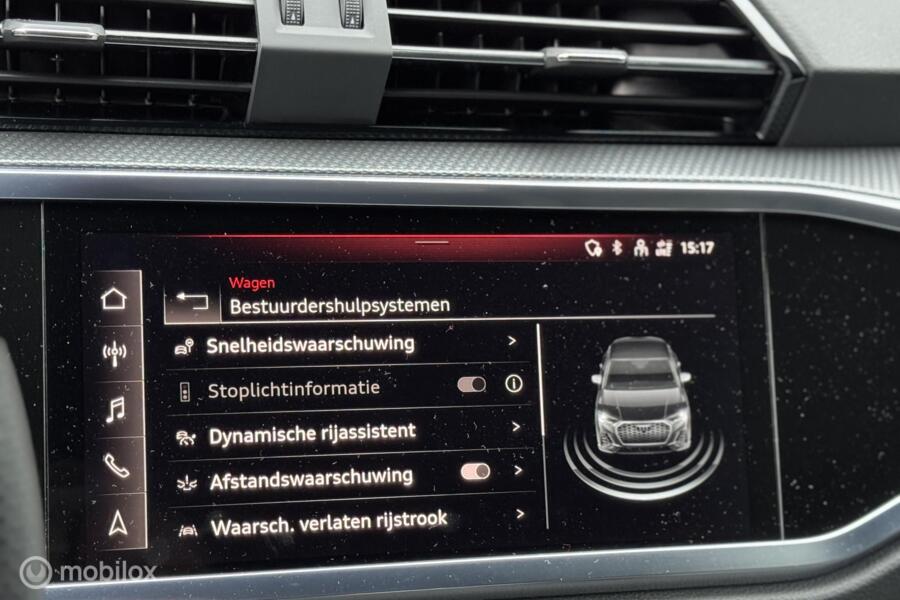 15:17
Wagen
Bestuurdershulpsystemen
Snelheidswaarschuwing
Stoplichtinformatie
Dynamische rijassistent
Afstandswaarschuwing
Waarsch. verlaten rijstrook
mobilox